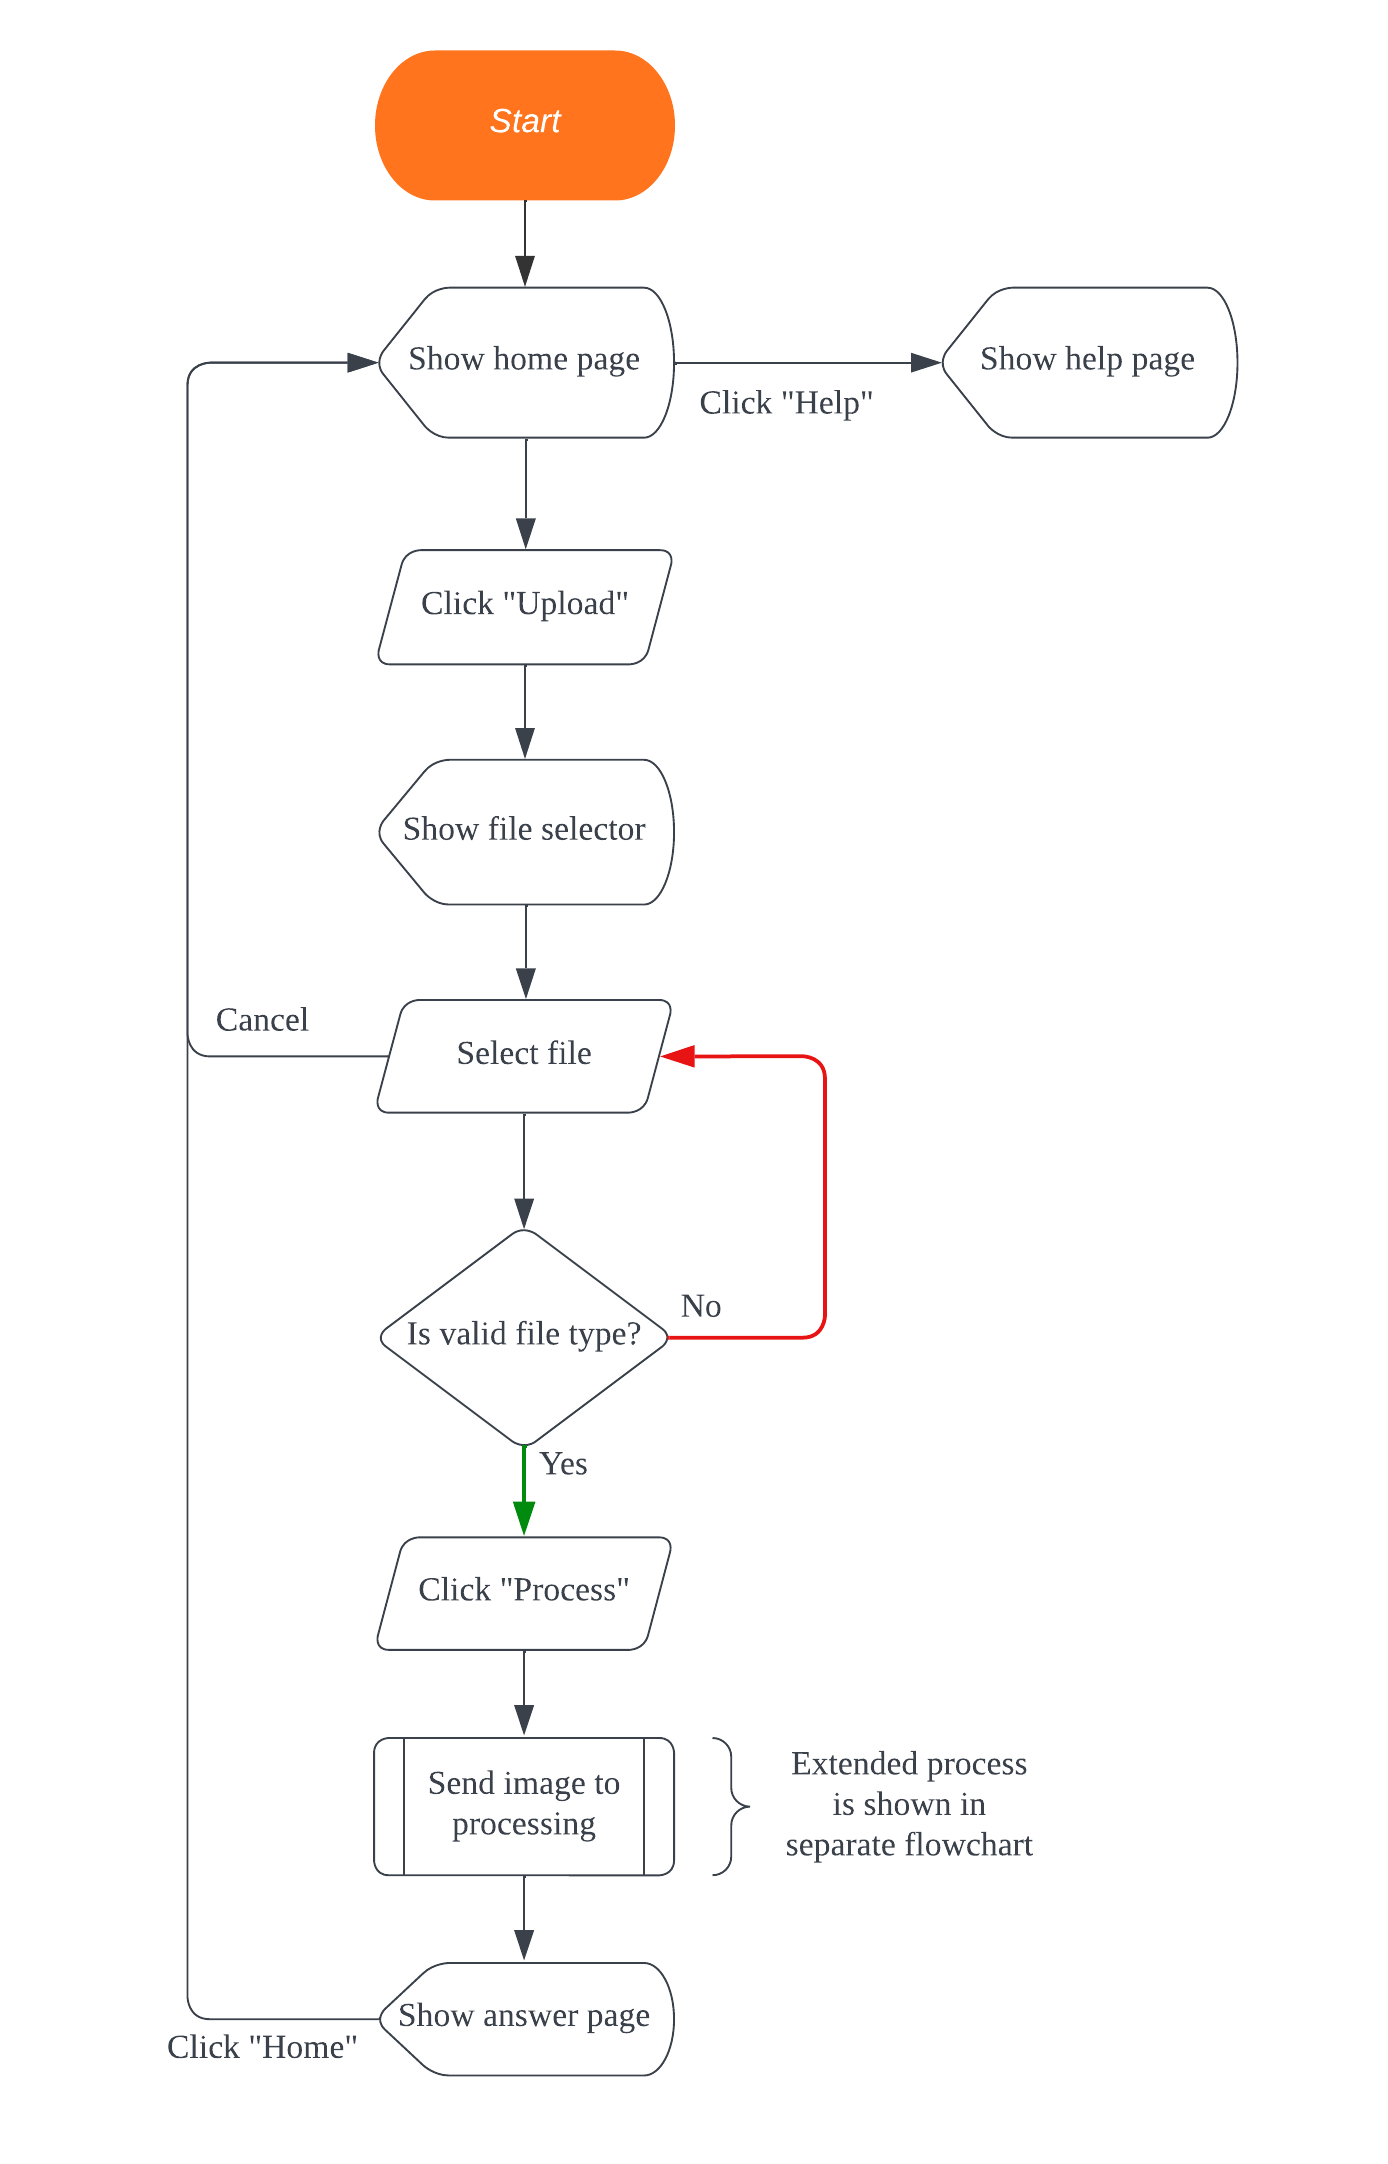 Start
Show home page
Click "Help"
Show help page
Click "Upload"
Show file selector
Cancel
Select file
No
Is valid file type?
Yes
Click "Process"
Send image to
processing
Extended process
is shown in
separate flowchart
Show answer page
Click "Home"